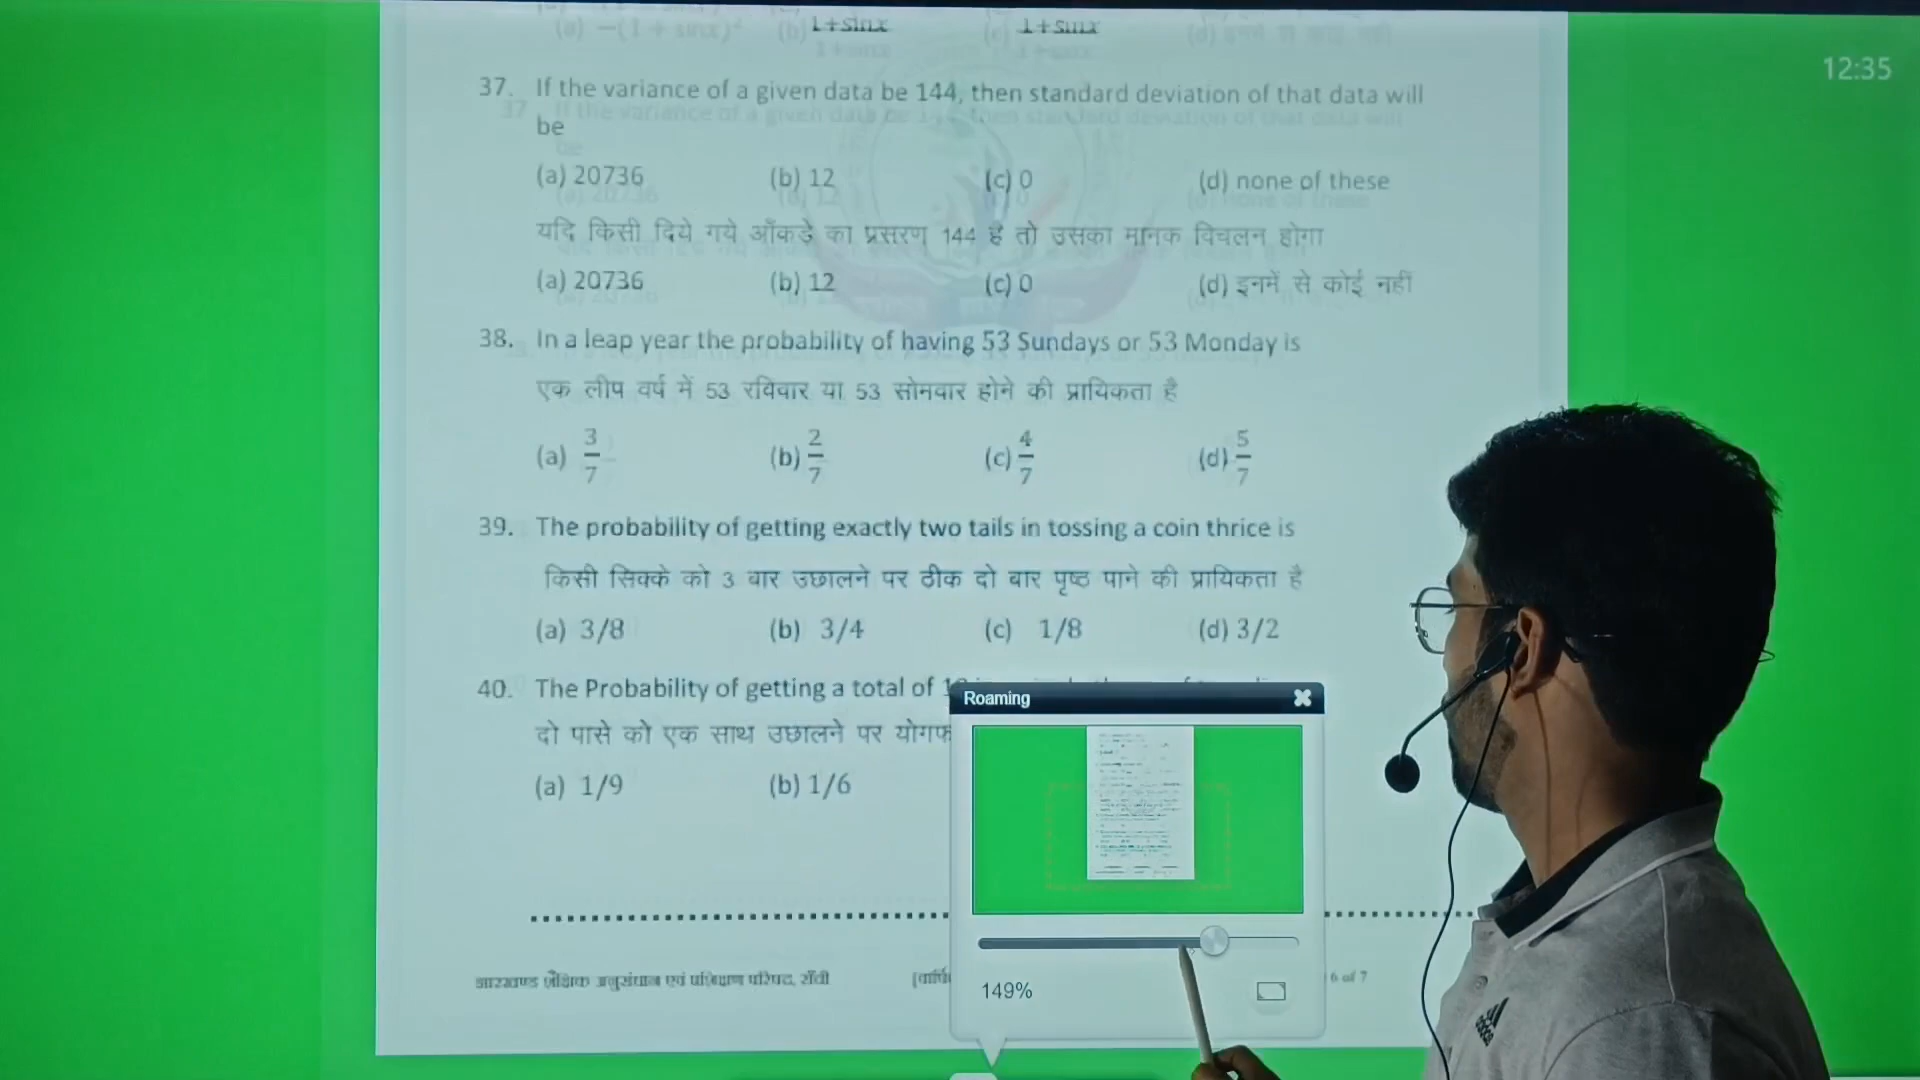 1+sinx 1+sinx
12:35
37. If the variance of a given data be 144, then standard deviation of that data will
be
(a) 20736 (b) 12 (c) 0 (d) none of these
यदि किसी दिये गये आँकडे का प्रसरण 144 है तो उसका मानक विचलन होगा
(a) 20736 (b) 12 (c) 0 (d) इनमें से कोई नहीं
38. In a leap year the probability of having 53 Sundays or 53 Monday is
एक लीप वर्ष में 53 रविवार या 53 सोमवार होने की प्रायिकता है
(a) 3/7 (b) 2/7 (c) 4/7 (d) 5/7
39. The probability of getting exactly two tails in tossing a coin thrice is
किसी सिक्के को 3 बार उछालने पर ठीक दो बार पृष्ठ पाने की प्रायिकता है
(a) 3/8 (b) 3/4 (c) 1/8 (d) 3/2
40. The Probability of getting a total of
दो पासे को एक साथ उछालने पर
(a) 1/9 (b) 1/6
Roaming
149%
झारखण्ड शैक्षिक अनुसंधान एवं प्रशिक्षण परिषद, राँची 6 of 7
adidas